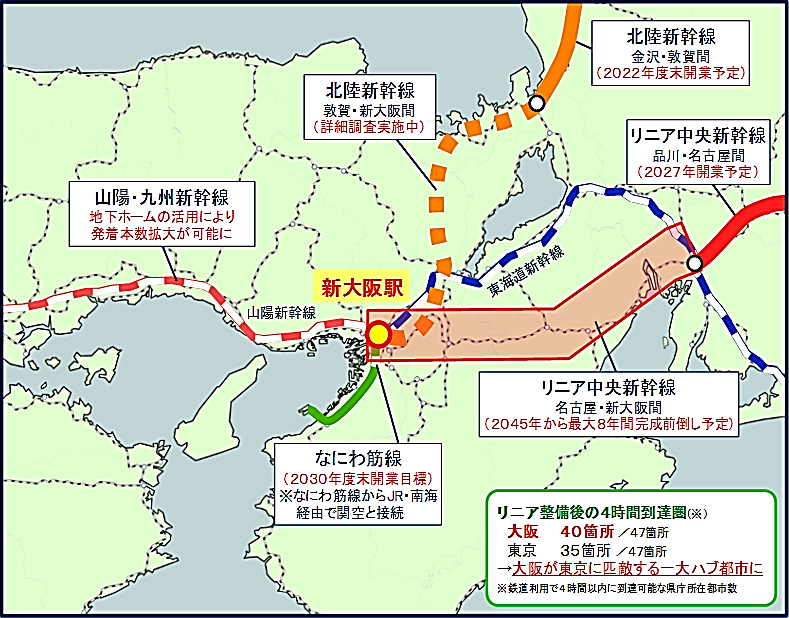 北陸新幹線
金沢・敦賀間
(2022年度末開業予定)
北陸新幹線
敦賀・新大阪間
(詳細調査実施中)
リニア中央新幹線
品川・名古屋間
(2027年開業予定)
山陽・九州新幹線
地下ホームの活用により
発着本数拡大が可能に
新大阪駅
東海道新幹線
山陽新幹線
リニア中央新幹線
名古屋・新大阪間
(2045年から最大8年間完成前倒し予定)
なにわ筋線
(2030年度末開業目標)
※なにわ筋線からJR・南海
経由で関空と接続
リニア整備後の4時間到達圏(※)
大阪 40箇所 /47箇所
東京 35箇所 /47箇所
→大阪が東京に匹敵する一大ハブ都市に
※鉄道利用で4時間以内に到達可能な県庁所在都市数